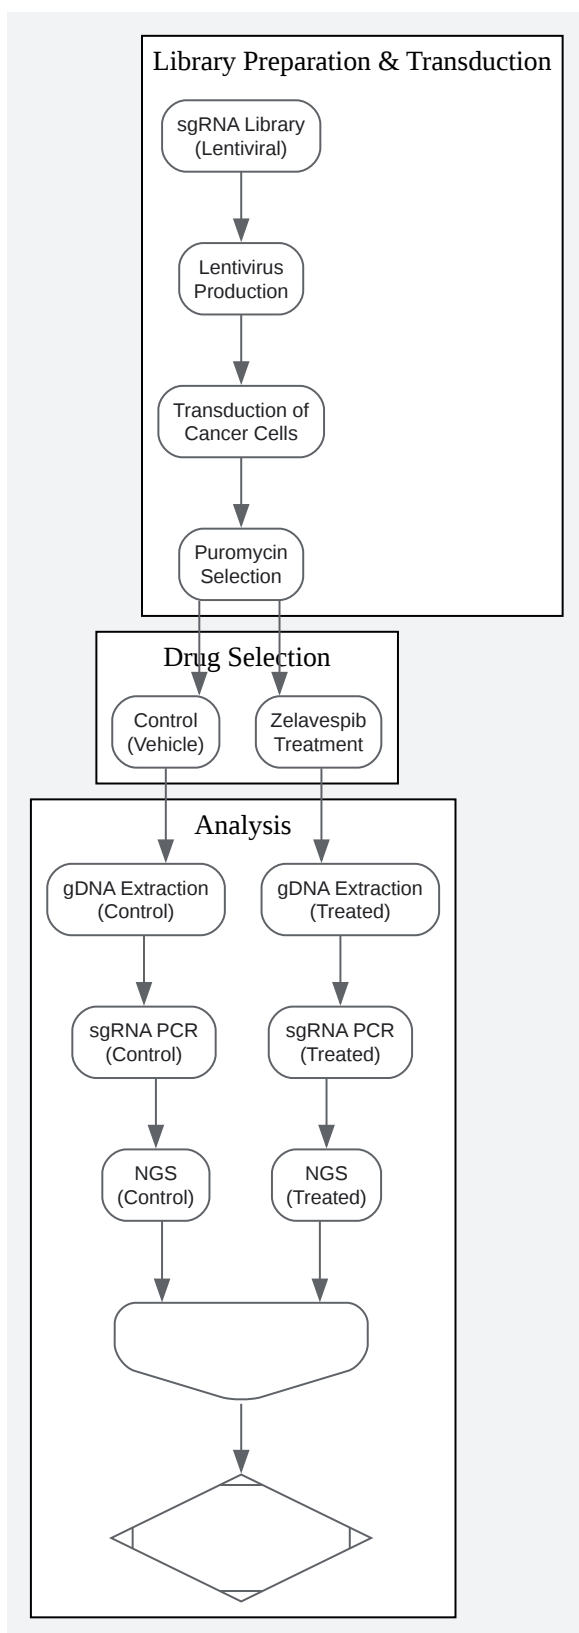 Library Preparation & Transduction
sgRNA Library
(Lentiviral)
Lentivirus
Production
Transduction of
Cancer Cells
Puromycin
Selection
Drug Selection
Control
(Vehicle)
Zelavespib
Treatment
Analysis
gDNA Extraction
(Control)
gDNA Extraction
(Treated)
sgRNA PCR
(Control)
sgRNA PCR
(Treated)
NGS
(Control)
NGS
(Treated)